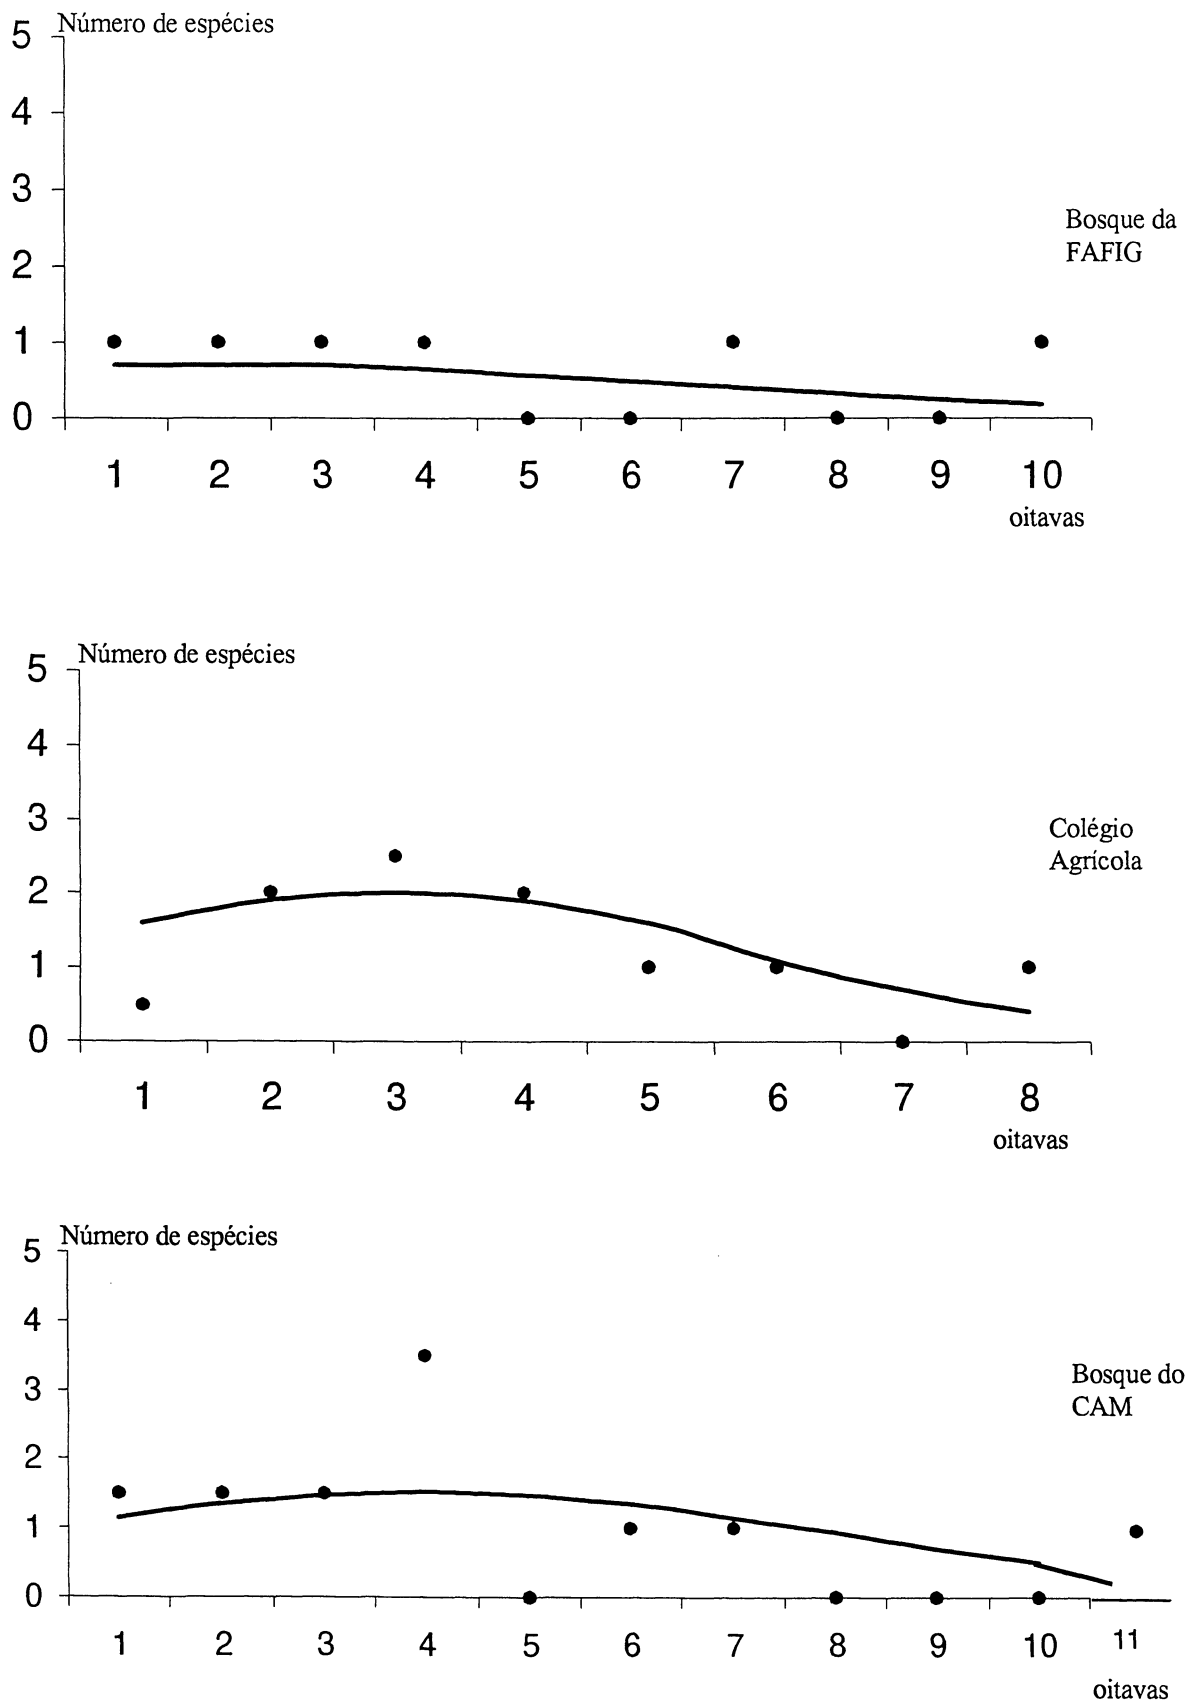 Número de espécies
5
4
3
2
1
0
Bosque da
FAFIG
1 2 3 4 5 6 7 8 9 10
oitavas
Número de espécies
5
4
3
2
1
0
Colégio
Agrícola
1 2 3 4 5 6 7 8
oitavas
Número de espécies
5
4
3
2
1
0
Bosque do
CAM
1 2 3 4 5 6 7 8 9 10 11
oitavas